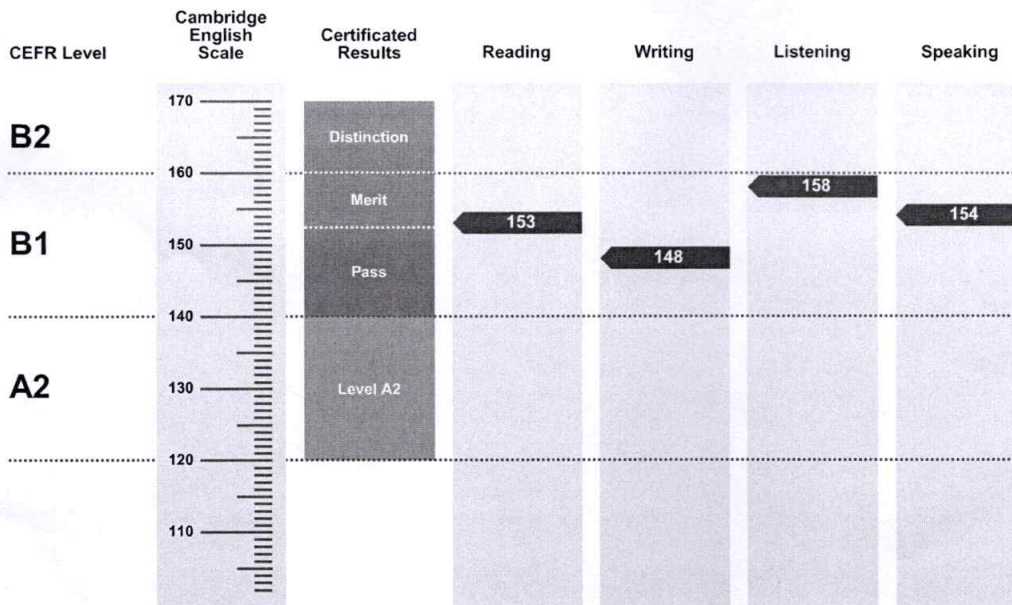 CEFR Level
Cambridge
English
Scale
Certificated
Results
Reading
Writing
Listening
Speaking
B2
170
Distinction
160
Merit
158
154
153
B1
150
148
Pass
140
A2
130
Level A2
120
110